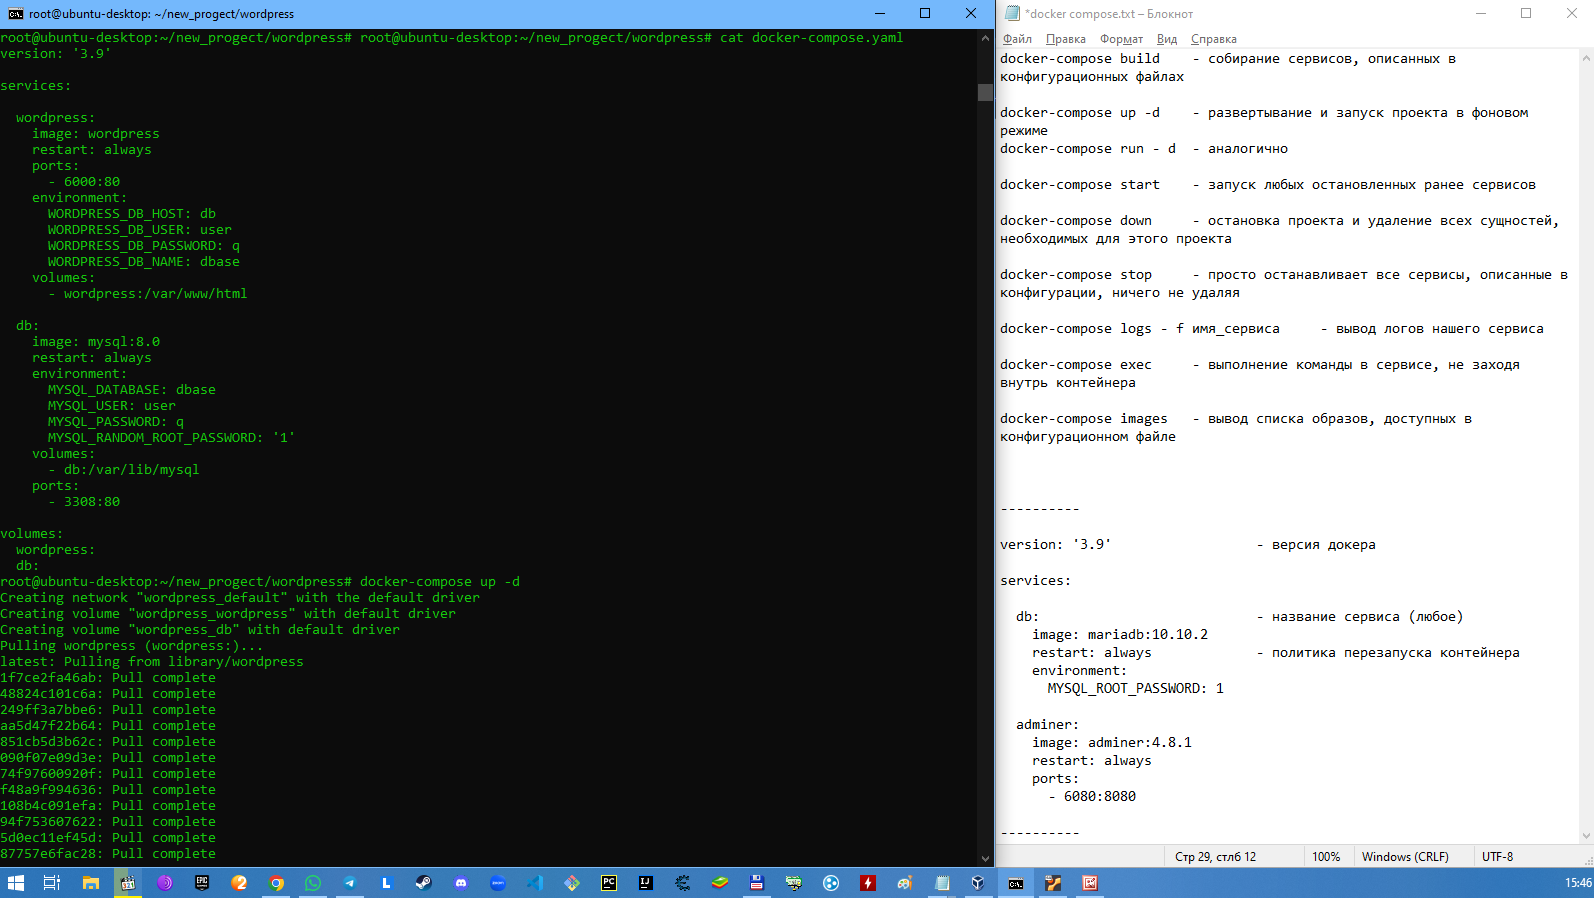 root@ubuntu-desktop: ~/new_progect/wordpress
root@ubuntu-desktop:~/new_progect/wordpress# root@ubuntu-desktop:~/new_progect/wordpress# cat docker-compose.yaml
version: '3.9'
services:
wordpress:
image: wordpress
restart: always
ports:
- 6000:80
environment:
WORDPRESS_DB_HOST: db
WORDPRESS_DB_USER: user
WORDPRESS_DB_PASSWORD: q
WORDPRESS_DB_NAME: dbase
volumes:
- wordpress:/var/www/html
db:
image: mysql:8.0
restart: always
environment:
MYSQL_DATABASE: dbase
MYSQL_USER: user
MYSQL_PASSWORD: q
MYSQL_RANDOM_ROOT_PASSWORD: '1'
volumes:
- db:/var/lib/mysql
ports:
- 3308:80
volumes:
wordpress:
db:
root@ubuntu-desktop:~/new_progect/wordpress# docker-compose up -d
Creating network "wordpress_default" with the default driver
Creating volume "wordpress_wordpress" with default driver
Creating volume "wordpress_db" with default driver
Pulling wordpress (wordpress:)...
latest: Pulling from library/wordpress
1f7ce2fa46ab: Pull complete
48824c101c6a: Pull complete
249ff3a7bbe6: Pull complete
aa5d47f22b64: Pull complete
851cb5d3b62c: Pull complete
090f07e09d3e: Pull complete
74f97600920f: Pull complete
f48a9f994636: Pull complete
108b4c091efa: Pull complete
94f753607622: Pull complete
5d0ec11ef45d: Pull complete
87757e6fac28: Pull complete
*docker compose.txt – Блокнот
Файл Правка Формат Вид Справка
docker-compose build - собирание сервисов, описанных в
конфигурационных файлах
docker-compose up -d - развертывание и запуск проекта в фоновом
режиме
docker-compose run - d - аналогично
docker-compose start - запуск любых остановленных ранее сервисов
docker-compose down - остановка проекта и удаление всех сущностей,
необходимых для этого проекта
docker-compose stop - просто останавливает все сервисы, описанные в
конфигурации, ничего не удаляя
docker-compose logs - f имя_сервиса - вывод логов нашего сервиса
docker-compose exec - выполнение команды в сервисе, не заходя
внутрь контейнера
docker-compose images - вывод списка образов, доступных в
конфигурационном файле
----------
version: '3.9' - версия докера
services:
db: - название сервиса (любое)
image: mariadb:10.10.2
restart: always - политика перезапуска контейнера
environment:
MYSQL_ROOT_PASSWORD: 1
adminer:
image: adminer:4.8.1
restart: always
ports:
- 6080:8080
----------
Стр 29, стлб 12 100% Windows (CRLF) UTF-8
EPIC
PC
IJ
15:46